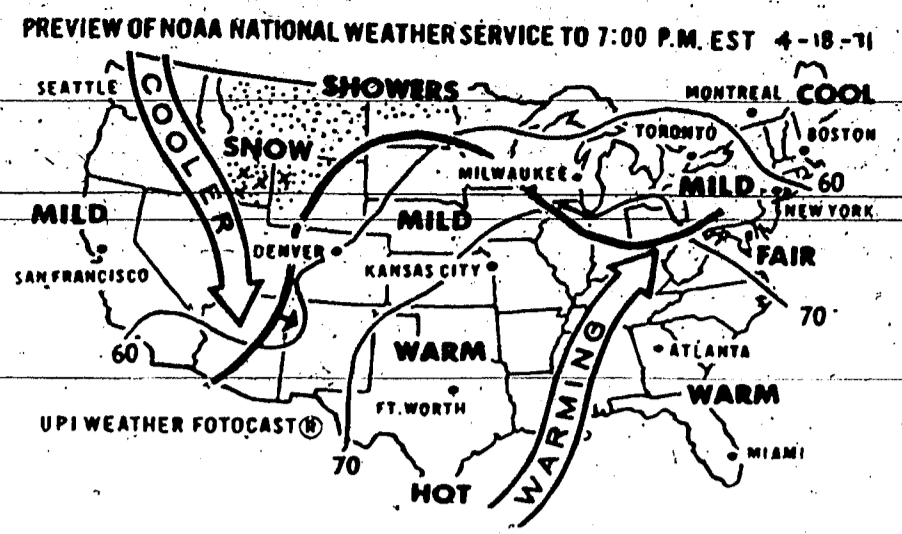 PREVIEW OF NOAA NATIONAL WEATHER SERVICE TO 7:00 P.M. EST 4-18-71
SEATTLE
COOLER
SHOWERS
MONTREAL
COOL
TORONTO
BOSTON
SNOW
MILWAUKEE
MILD
60
MILD
MILD
NEW YORK
DENVER
FAIR
SAN FRANCISCO
KANSAS CITY
70
60
WARMING
WARM
ATLANTA
FT. WORTH
WARM
UPI WEATHER FOTOCAST ®
MIAMI
70
HOT